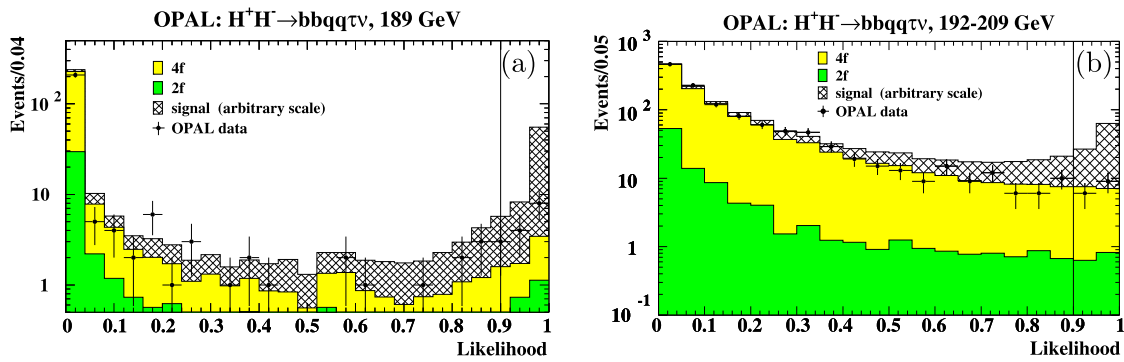 OPAL: H⁺H⁻→bbqqτν, 189 GeV
Events/0.04
(a)
4f
2f
signal (arbitrary scale)
OPAL data
10²
10
1
0 0.1 0.2 0.3 0.4 0.5 0.6 0.7 0.8 0.9 1
Likelihood
OPAL: H⁺H⁻→bbqqτν, 192-209 GeV
Events/0.05
(b)
4f
2f
signal (arbitrary scale)
OPAL data
10³
10²
10
1
10⁻¹
0 0.1 0.2 0.3 0.4 0.5 0.6 0.7 0.8 0.9 1
Likelihood